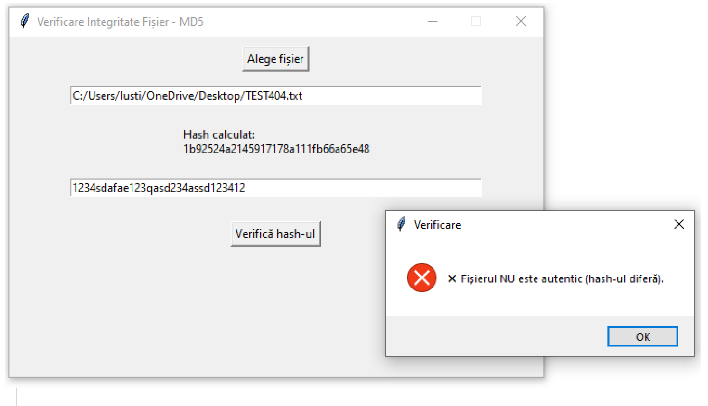 Verificare Integritate Fișier - MD5
Alege fișier
C:/Users/Iusti/OneDrive/Desktop/TEST404.txt
Hash calculat:
1b92524a2145917178a111fb66a65e48
1234sdafae123qasd234assd123412
Verifică hash-ul
Verificare
❌ Fișierul NU este autentic (hash-ul diferă).
OK